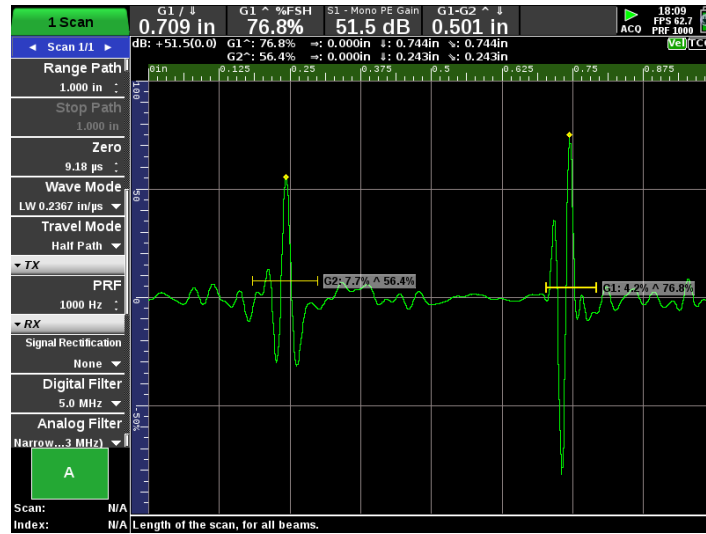 1 Scan
G1 / ⇓
0.709 in
G1 ^ %FSH
76.8%
S1 - Mono PE Gain
51.5 dB
G1-G2 ^ ⇓
0.501 in
ACQ
18:09
FPS 62.7
PRF 1000
◄ Scan 1/1 ►
dB: +51.5(0.0) G1^: 76.8% ⇒: 0.000in ⇓: 0.744in ⇘: 0.744in
G2^: 56.4% ⇒: 0.000in ⇓: 0.243in ⇘: 0.243in
Vel
Range Path
1.000 in
Stop Path
1.000 in
Zero
9.18 µs
Wave Mode
LW 0.2367 in/µs
Travel Mode
Half Path
TX
PRF
1000 Hz
RX
Signal Rectification
None
Digital Filter
5.0 MHz
Analog Filter
Narrow...3 MHz)
A
Scan: N/A
Index: N/A
0in 0.125 0.25 0.375 0.5 0.625 0.75 0.875
100
50
0
-50%
G2: 7.7% ^ 56.4%
G1: 4.2% ^ 76.8%
Length of the scan, for all beams.